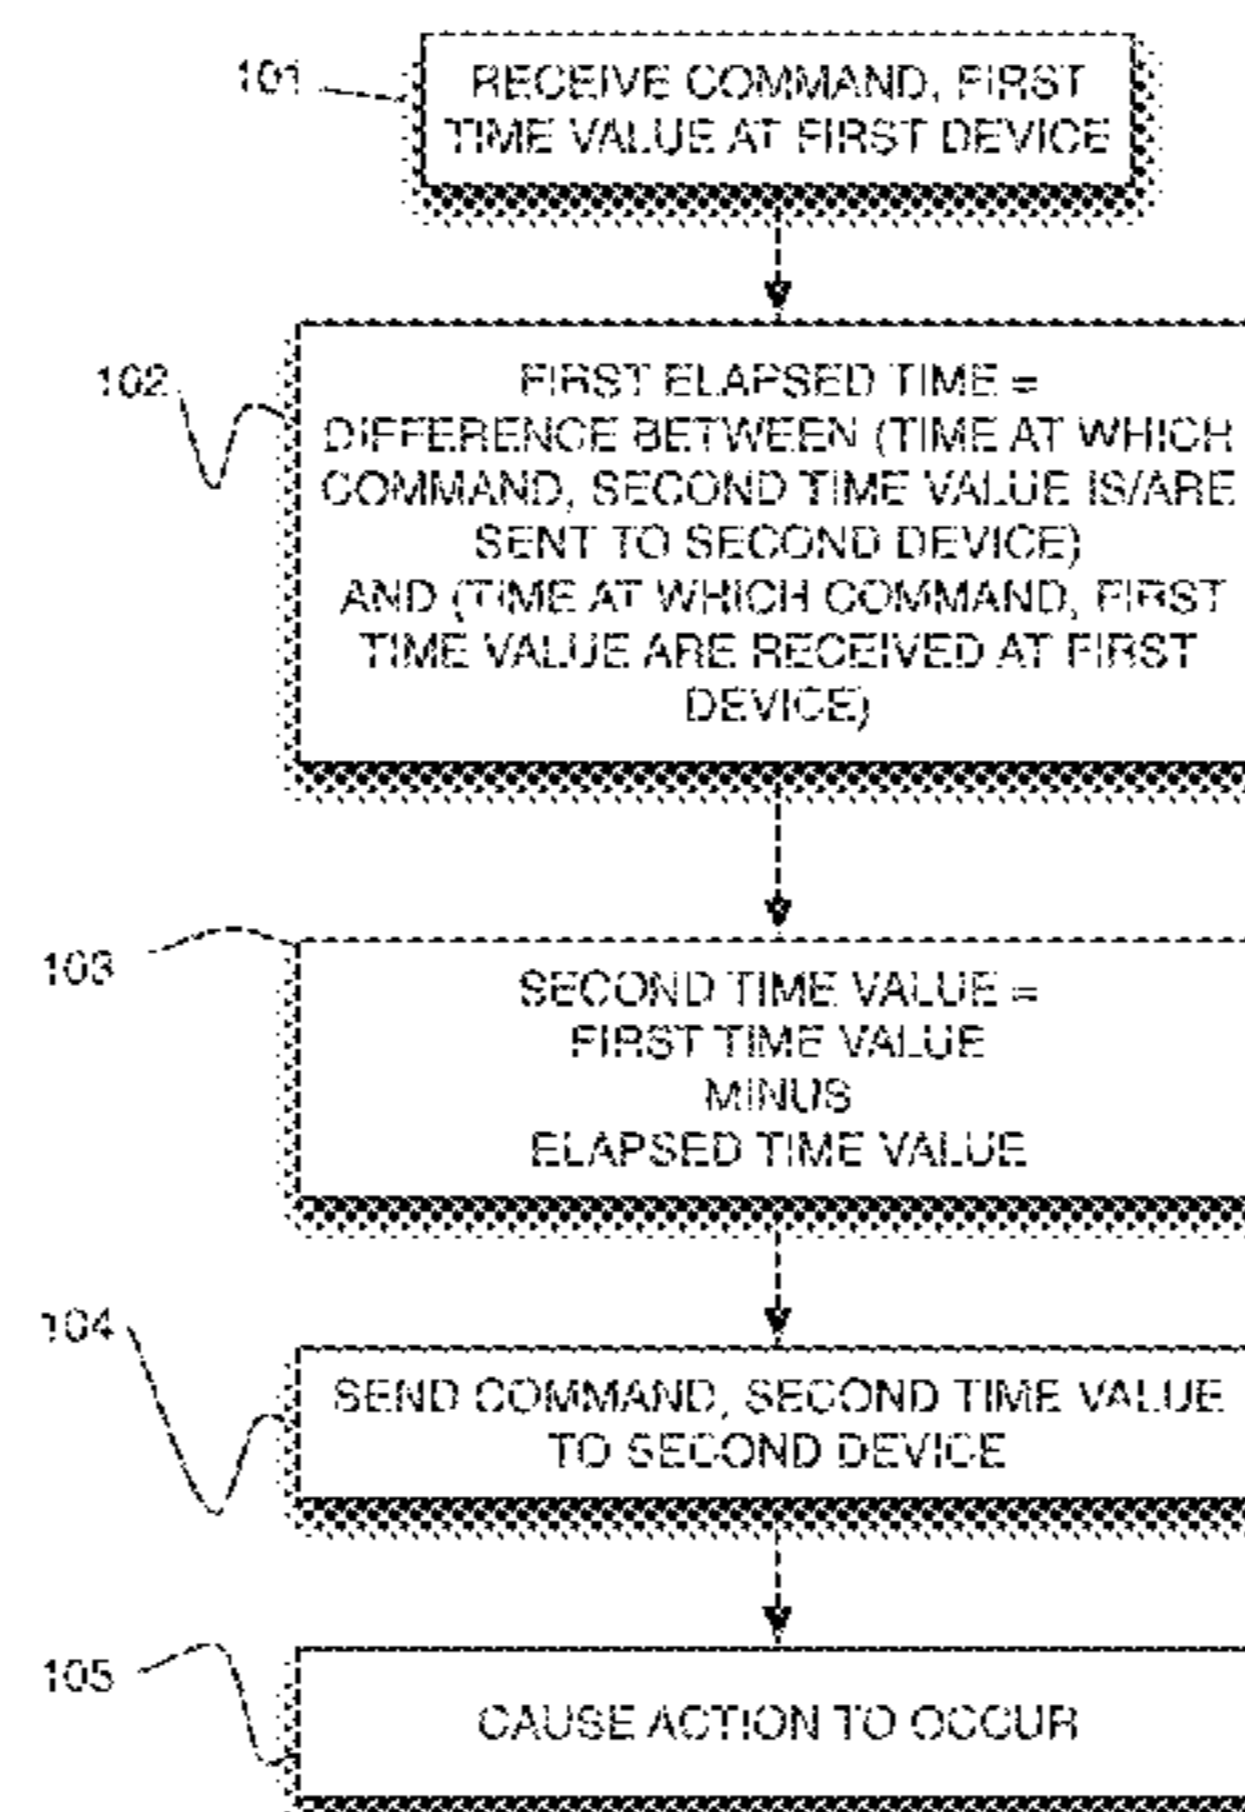 101
RECEIVE COMMAND, FIRST
TIME VALUE AT FIRST DEVICE
102
FIRST ELAPSED TIME =
DIFFERENCE BETWEEN (TIME AT WHICH
COMMAND, SECOND TIME VALUE IS/ARE
SENT TO SECOND DEVICE)
AND (TIME AT WHICH COMMAND, FIRST
TIME VALUE ARE RECEIVED AT FIRST
DEVICE)
103
SECOND TIME VALUE =
FIRST TIME VALUE
MINUS
ELAPSED TIME VALUE
104
SEND COMMAND, SECOND TIME VALUE
TO SECOND DEVICE
105
CAUSE ACTION TO OCCUR